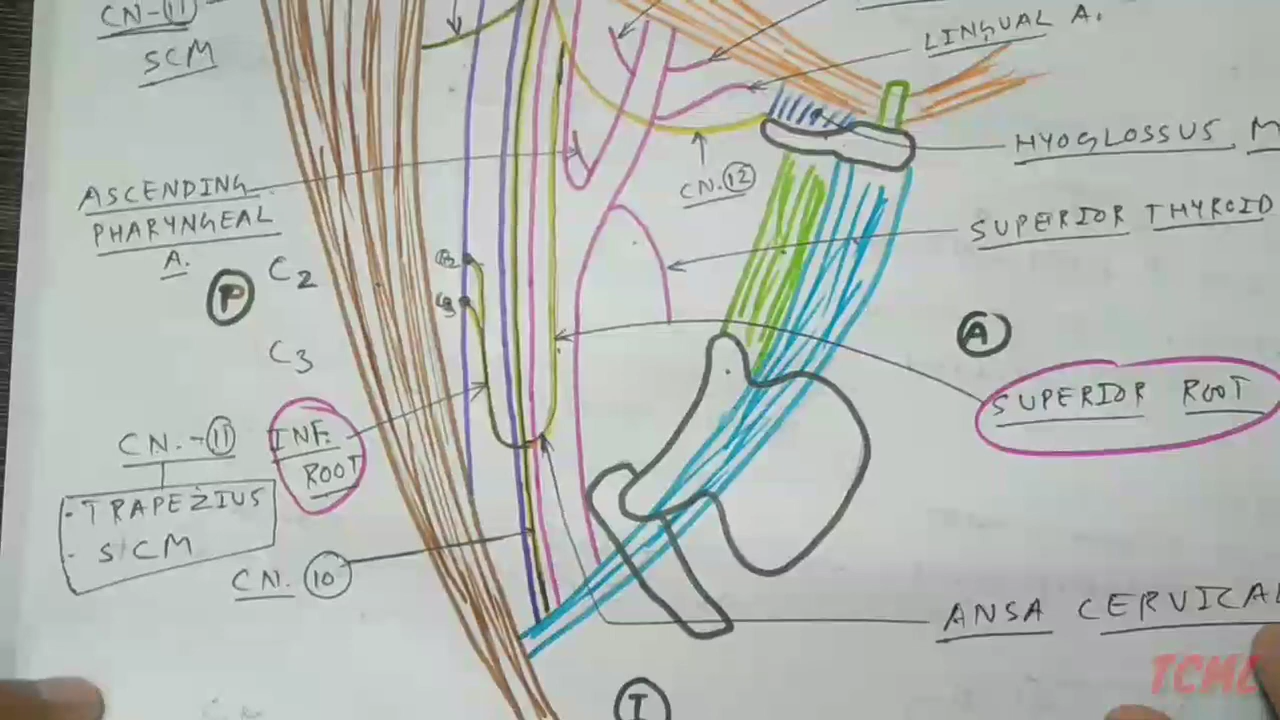 CN-11
SCM
LINGUAL A.
HYOGLOSSUS M
CN.12
ASCENDING
PHARYNGEAL
A.
SUPERIOR THYROID
P
C2
C3
A
SUPERIOR ROOT
CN.-11
INF.
ROOT
· TRAPEZIUS
· SCM
CN. 10
ANSA CERVICAL
TCML
I